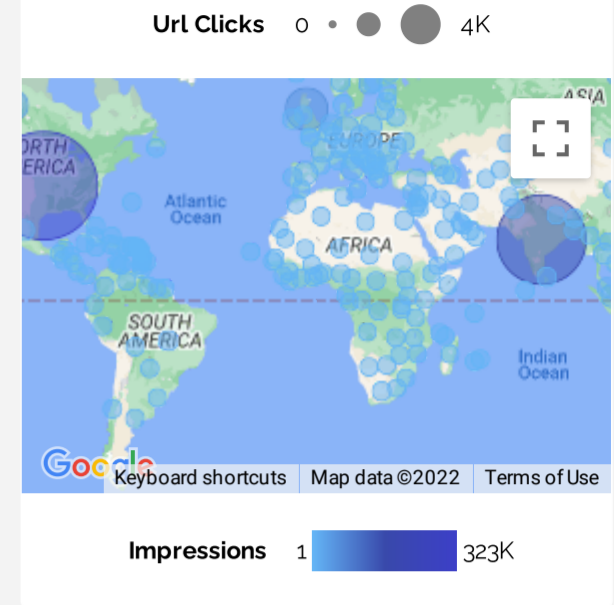 Url Clicks 0 4K
ASIA
ORTH
ERICA
EUROPE
Atlantic
Ocean
AFRICA
SOUTH
AMERICA
Indian
Ocean
Google
Keyboard shortcuts Map data ©2022 Terms of Use
Impressions 1 323K